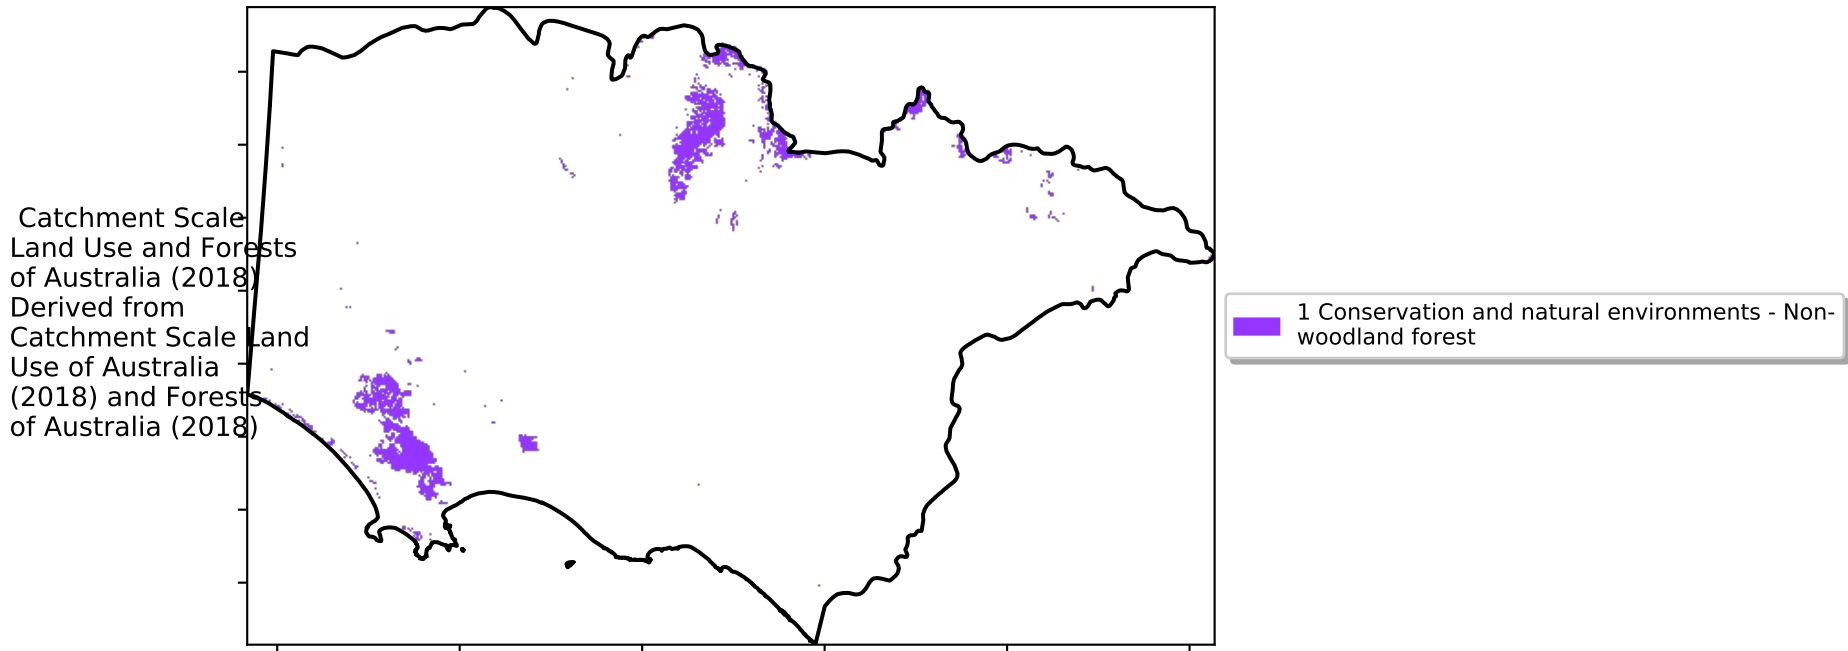 Catchment Scale
Land Use and Forests
of Australia (2018)
Derived from
Catchment Scale Land
Use of Australia
(2018) and Forests
of Australia (2018)
1 Conservation and natural environments - Non-
woodland forest